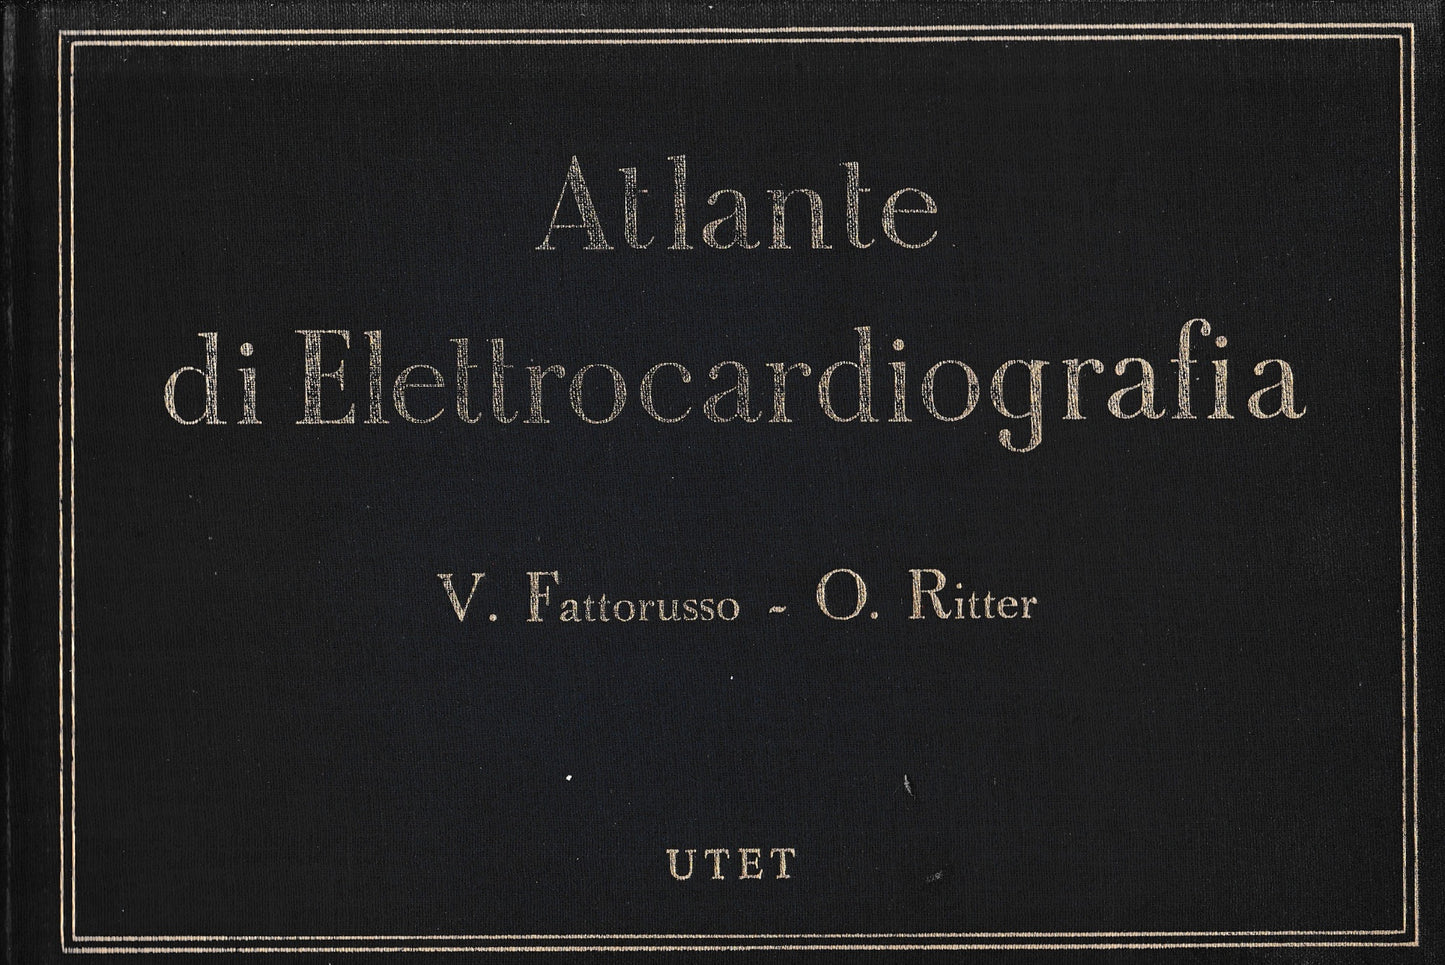 Atlante
di Elettrocardiografia
V. Fattorusso - O. Ritter
UTET